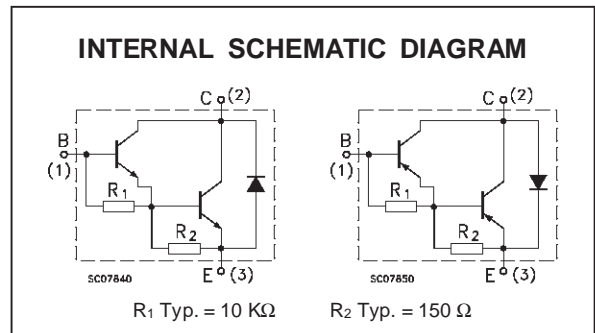 INTERNAL SCHEMATIC DIAGRAM
C (2)
B
(1)
R1
R2
SC07840
E (3)
C (2)
B
(1)
R1
R2
SC07850
E (3)
R1 Typ. = 10 KΩ R2 Typ. = 150 Ω